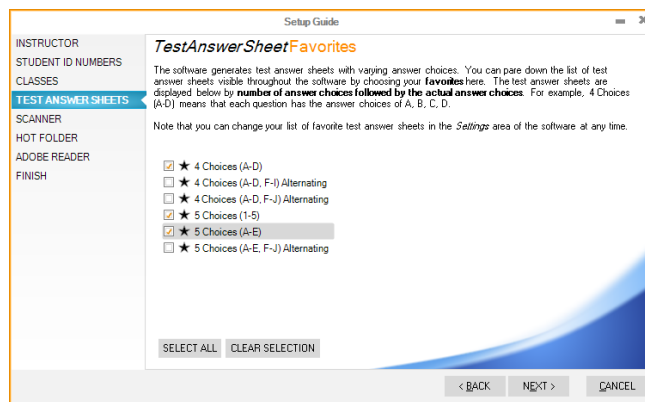 Setup Guide
INSTRUCTOR
STUDENT ID NUMBERS
CLASSES
TEST ANSWER SHEETS
SCANNER
HOT FOLDER
ADOBE READER
FINISH
TestAnswerSheetFavorites
The software generates test answer sheets with varying answer choices. You can pare down the list of test
answer sheets visible throughout the software by choosing your favorites here. The test answer sheets are
displayed below by number of answer choices followed by the actual answer choices. For example, 4 Choices
(A-D) means that each question has the answer choices of A, B, C, D.
Note that you can change your list of favorite test answer sheets in the Settings area of the software at any time.
4 Choices (A-D)
4 Choices (A-D, F-I) Alternating
4 Choices (A-D, F-J) Alternating
5 Choices (1-5)
5 Choices (A-E)
5 Choices (A-E, F-J) Alternating
SELECT ALL CLEAR SELECTION
< BACK NEXT > CANCEL